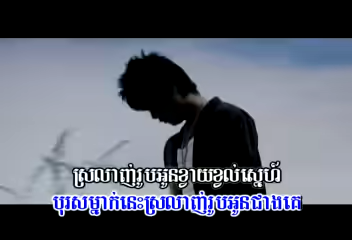 ស្រលាញ់រូបអូនខ្វាយខ្វល់ស្នេហ៍
បុរសម្នាក់នេះស្រលាញ់រូបអូនជាងគេ